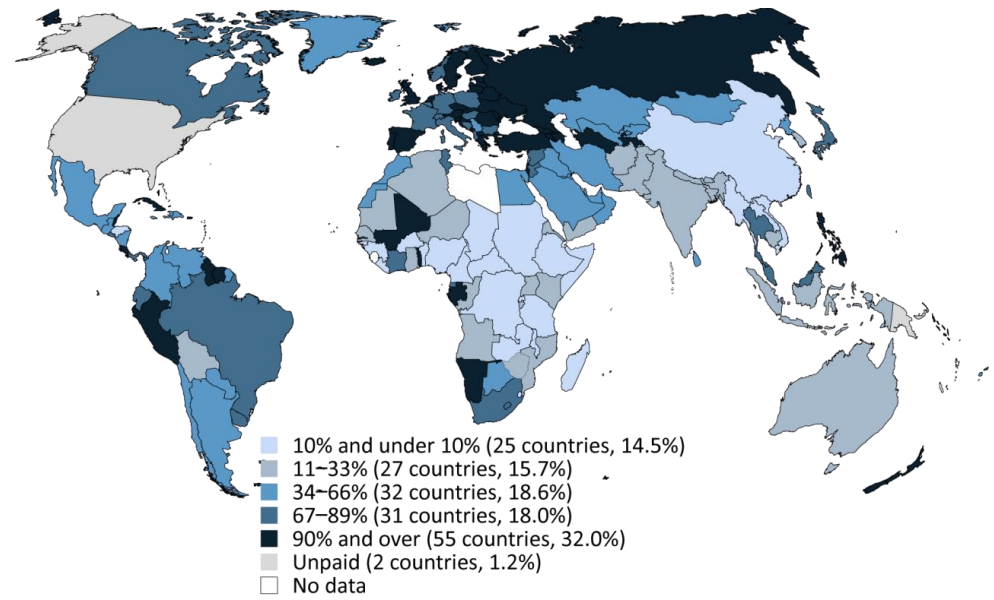 10% and under 10% (25 countries, 14.5%)
11–33% (27 countries, 15.7%)
34–66% (32 countries, 18.6%)
67–89% (31 countries, 18.0%)
90% and over (55 countries, 32.0%)
Unpaid (2 countries, 1.2%)
No data